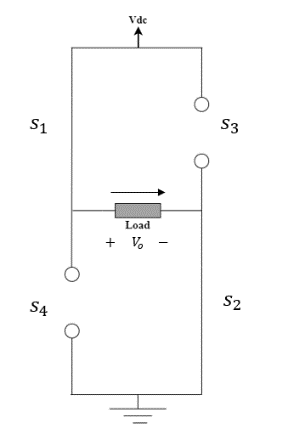 Vdc
S₁
S₃
Load
+ Vₒ −
S₄
S₂